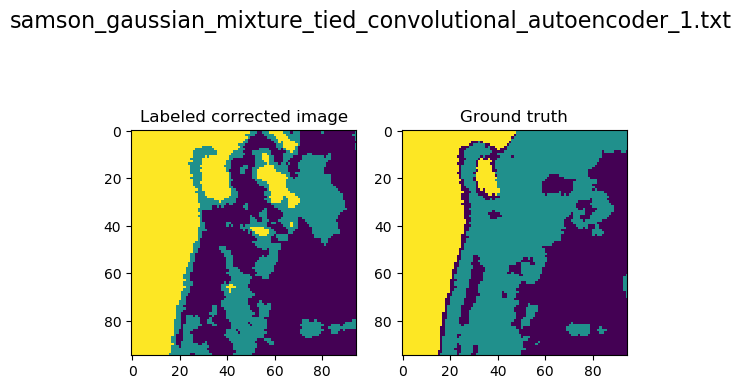 samson_gaussian_mixture_tied_convolutional_autoencoder_1.txt
Labeled corrected image Ground truth
0 0
20 20
40 40
60 60
80 80
0 20 40 60 80 0 20 40 60 80